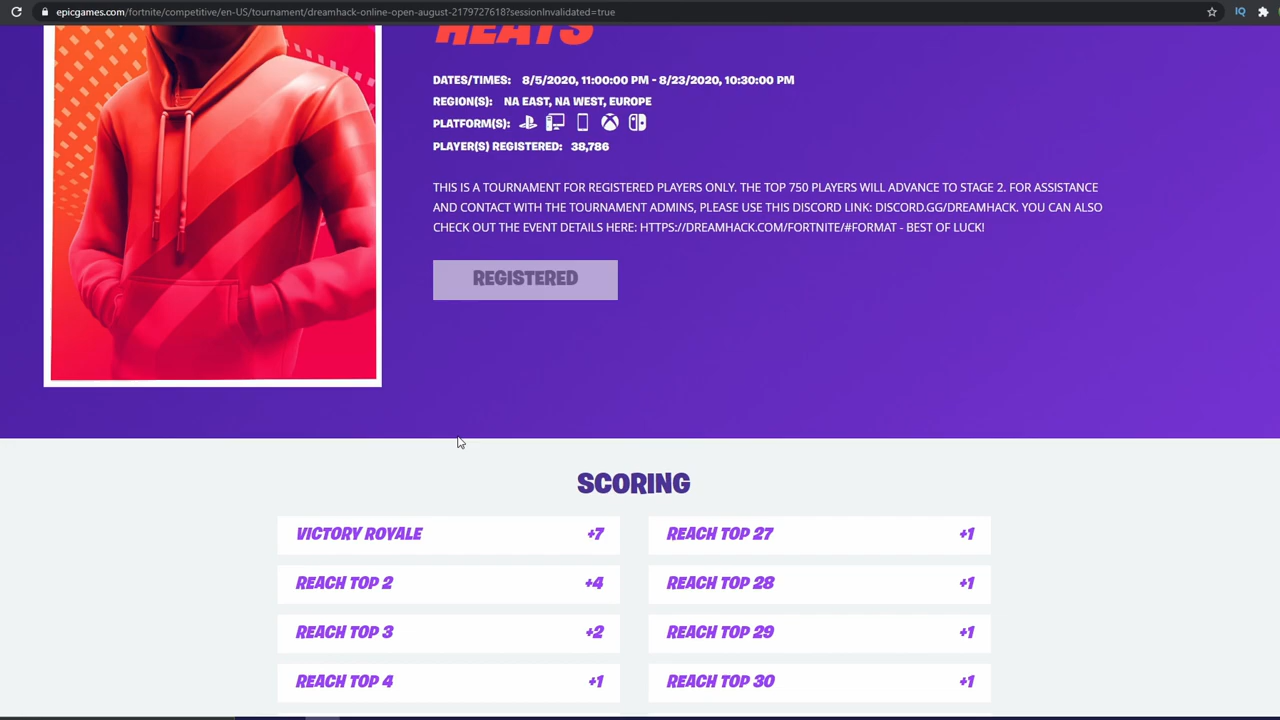 epicgames.com/fortnite/competitive/en-US/tournament/dreamhack-online-open-august-2179727618?sessionInvalidated=true
IQ
HEATS
DATES/TIMES: 8/5/2020, 11:00:00 PM - 8/23/2020, 10:30:00 PM
REGION(S): NA EAST, NA WEST, EUROPE
PLATFORM(S):
PLAYER(S) REGISTERED: 38,786
THIS IS A TOURNAMENT FOR REGISTERED PLAYERS ONLY. THE TOP 750 PLAYERS WILL ADVANCE TO STAGE 2. FOR ASSISTANCE
AND CONTACT WITH THE TOURNAMENT ADMINS, PLEASE USE THIS DISCORD LINK: DISCORD.GG/DREAMHACK. YOU CAN ALSO
CHECK OUT THE EVENT DETAILS HERE: HTTPS://DREAMHACK.COM/FORTNITE/#FORMAT - BEST OF LUCK!
REGISTERED
SCORING
VICTORY ROYALE +7
REACH TOP 27 +1
REACH TOP 2 +4
REACH TOP 28 +1
REACH TOP 3 +2
REACH TOP 29 +1
REACH TOP 4 +1
REACH TOP 30 +1